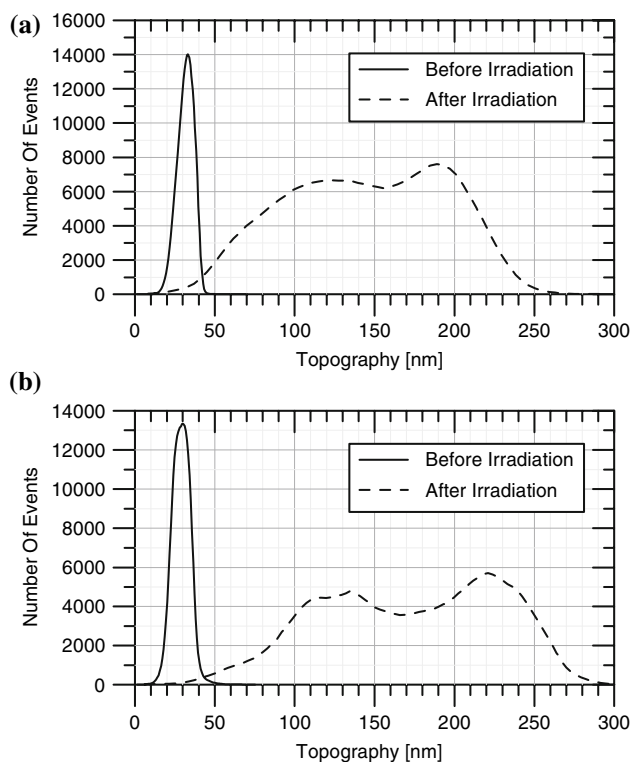 (a)
16000
14000
12000
10000
8000
6000
4000
2000
0
Number Of Events
Before Irradiation
After Irradiation
0 50 100 150 200 250 300
Topography [nm]
(b)
14000
12000
10000
8000
6000
4000
2000
0
Number Of Events
Before Irradiation
After Irradiation
0 50 100 150 200 250 300
Topography [nm]